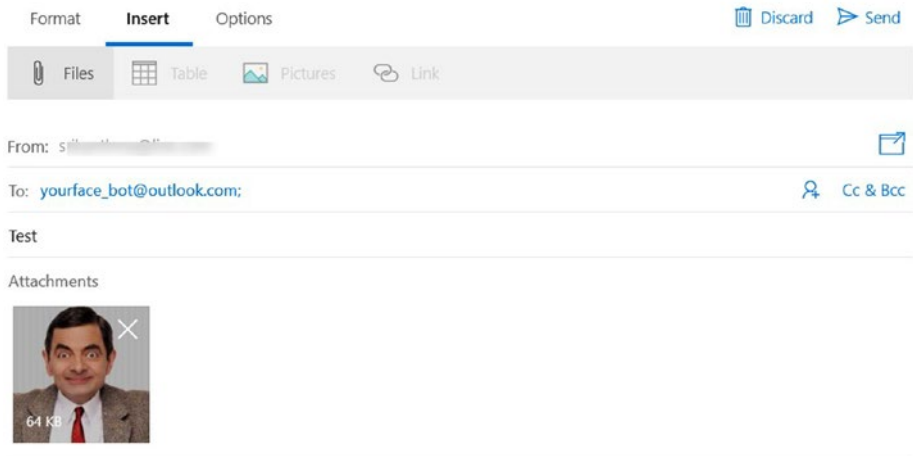 Format Insert Options Discard Send
Files Table Pictures Link
From: s
To: yourface_bot@outlook.com; Cc & Bcc
Test
Attachments
64 KB